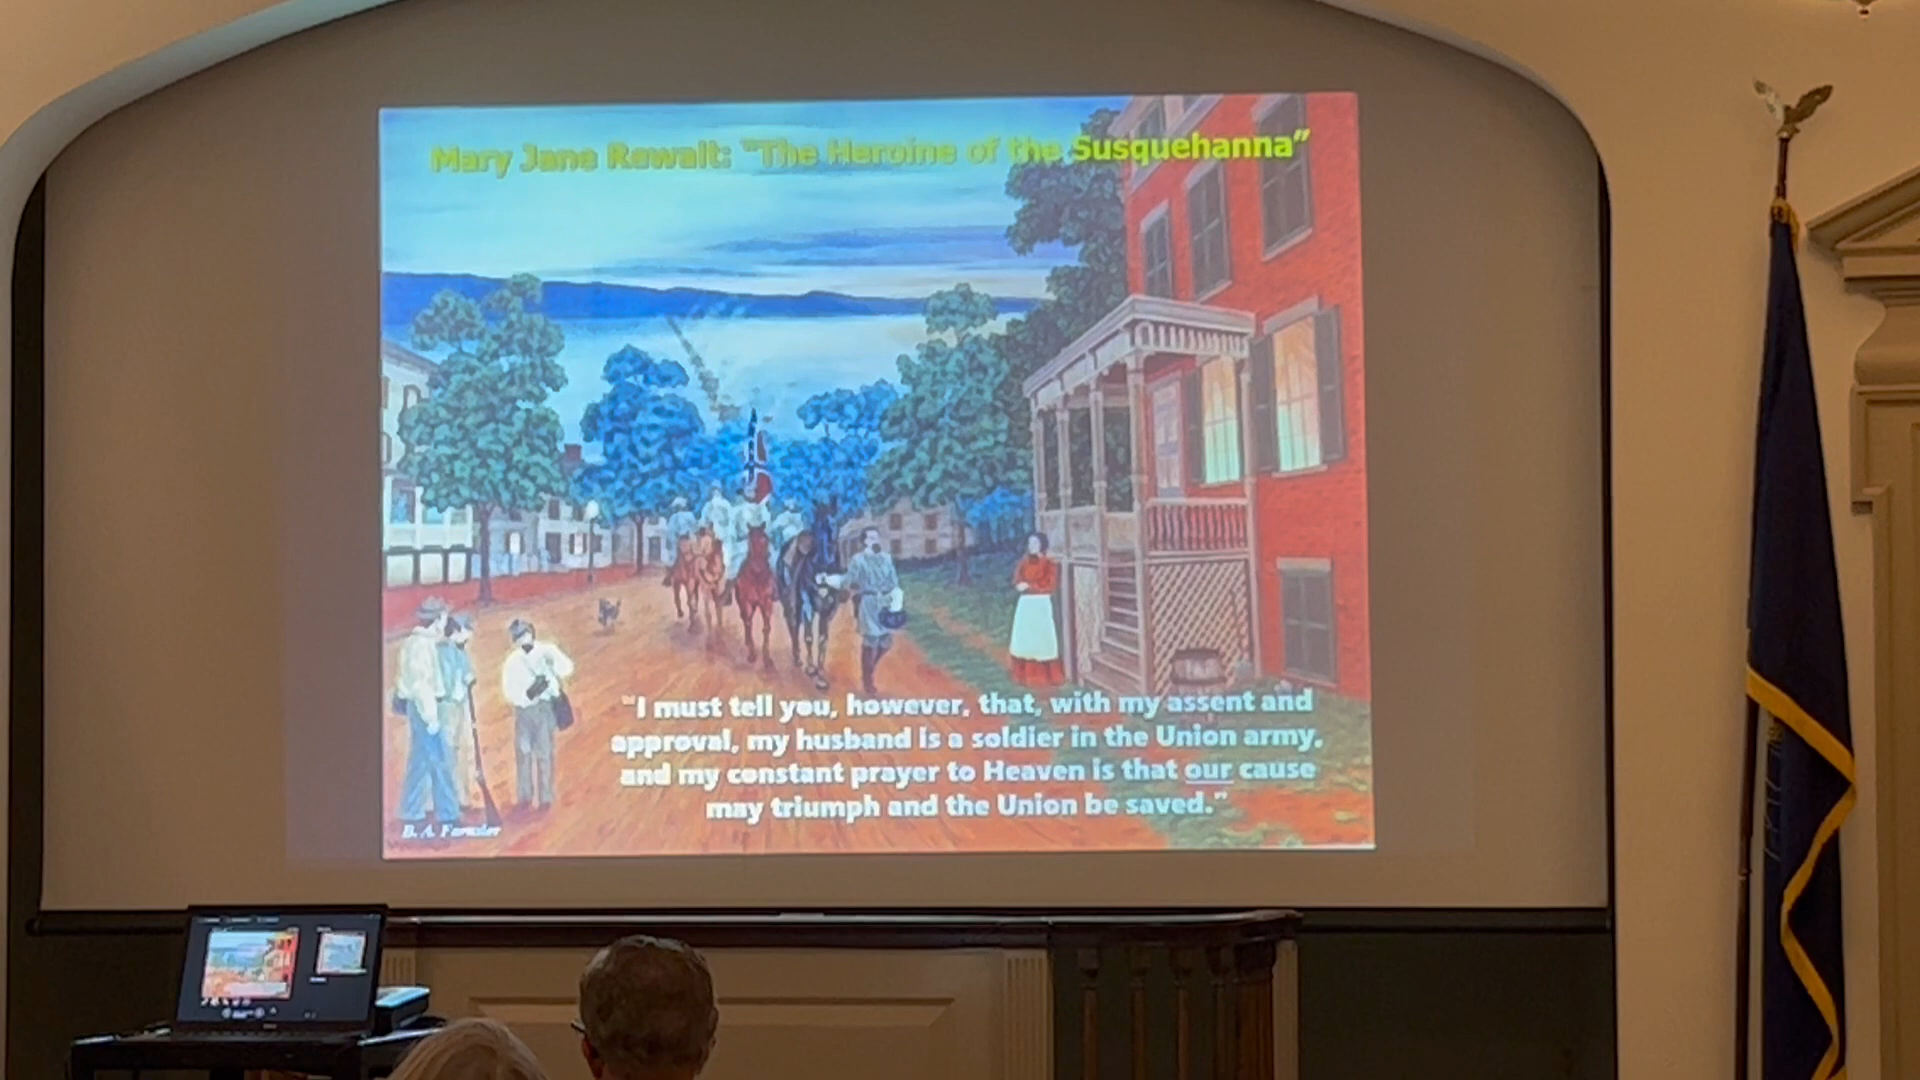 Mary Jane Rewalt: "The Heroine of the Susquehanna"
"I must tell you, however, that, with my assent and
approval, my husband is a soldier in the Union army,
and my constant prayer to Heaven is that our cause
may triumph and the Union be saved."
B. A.